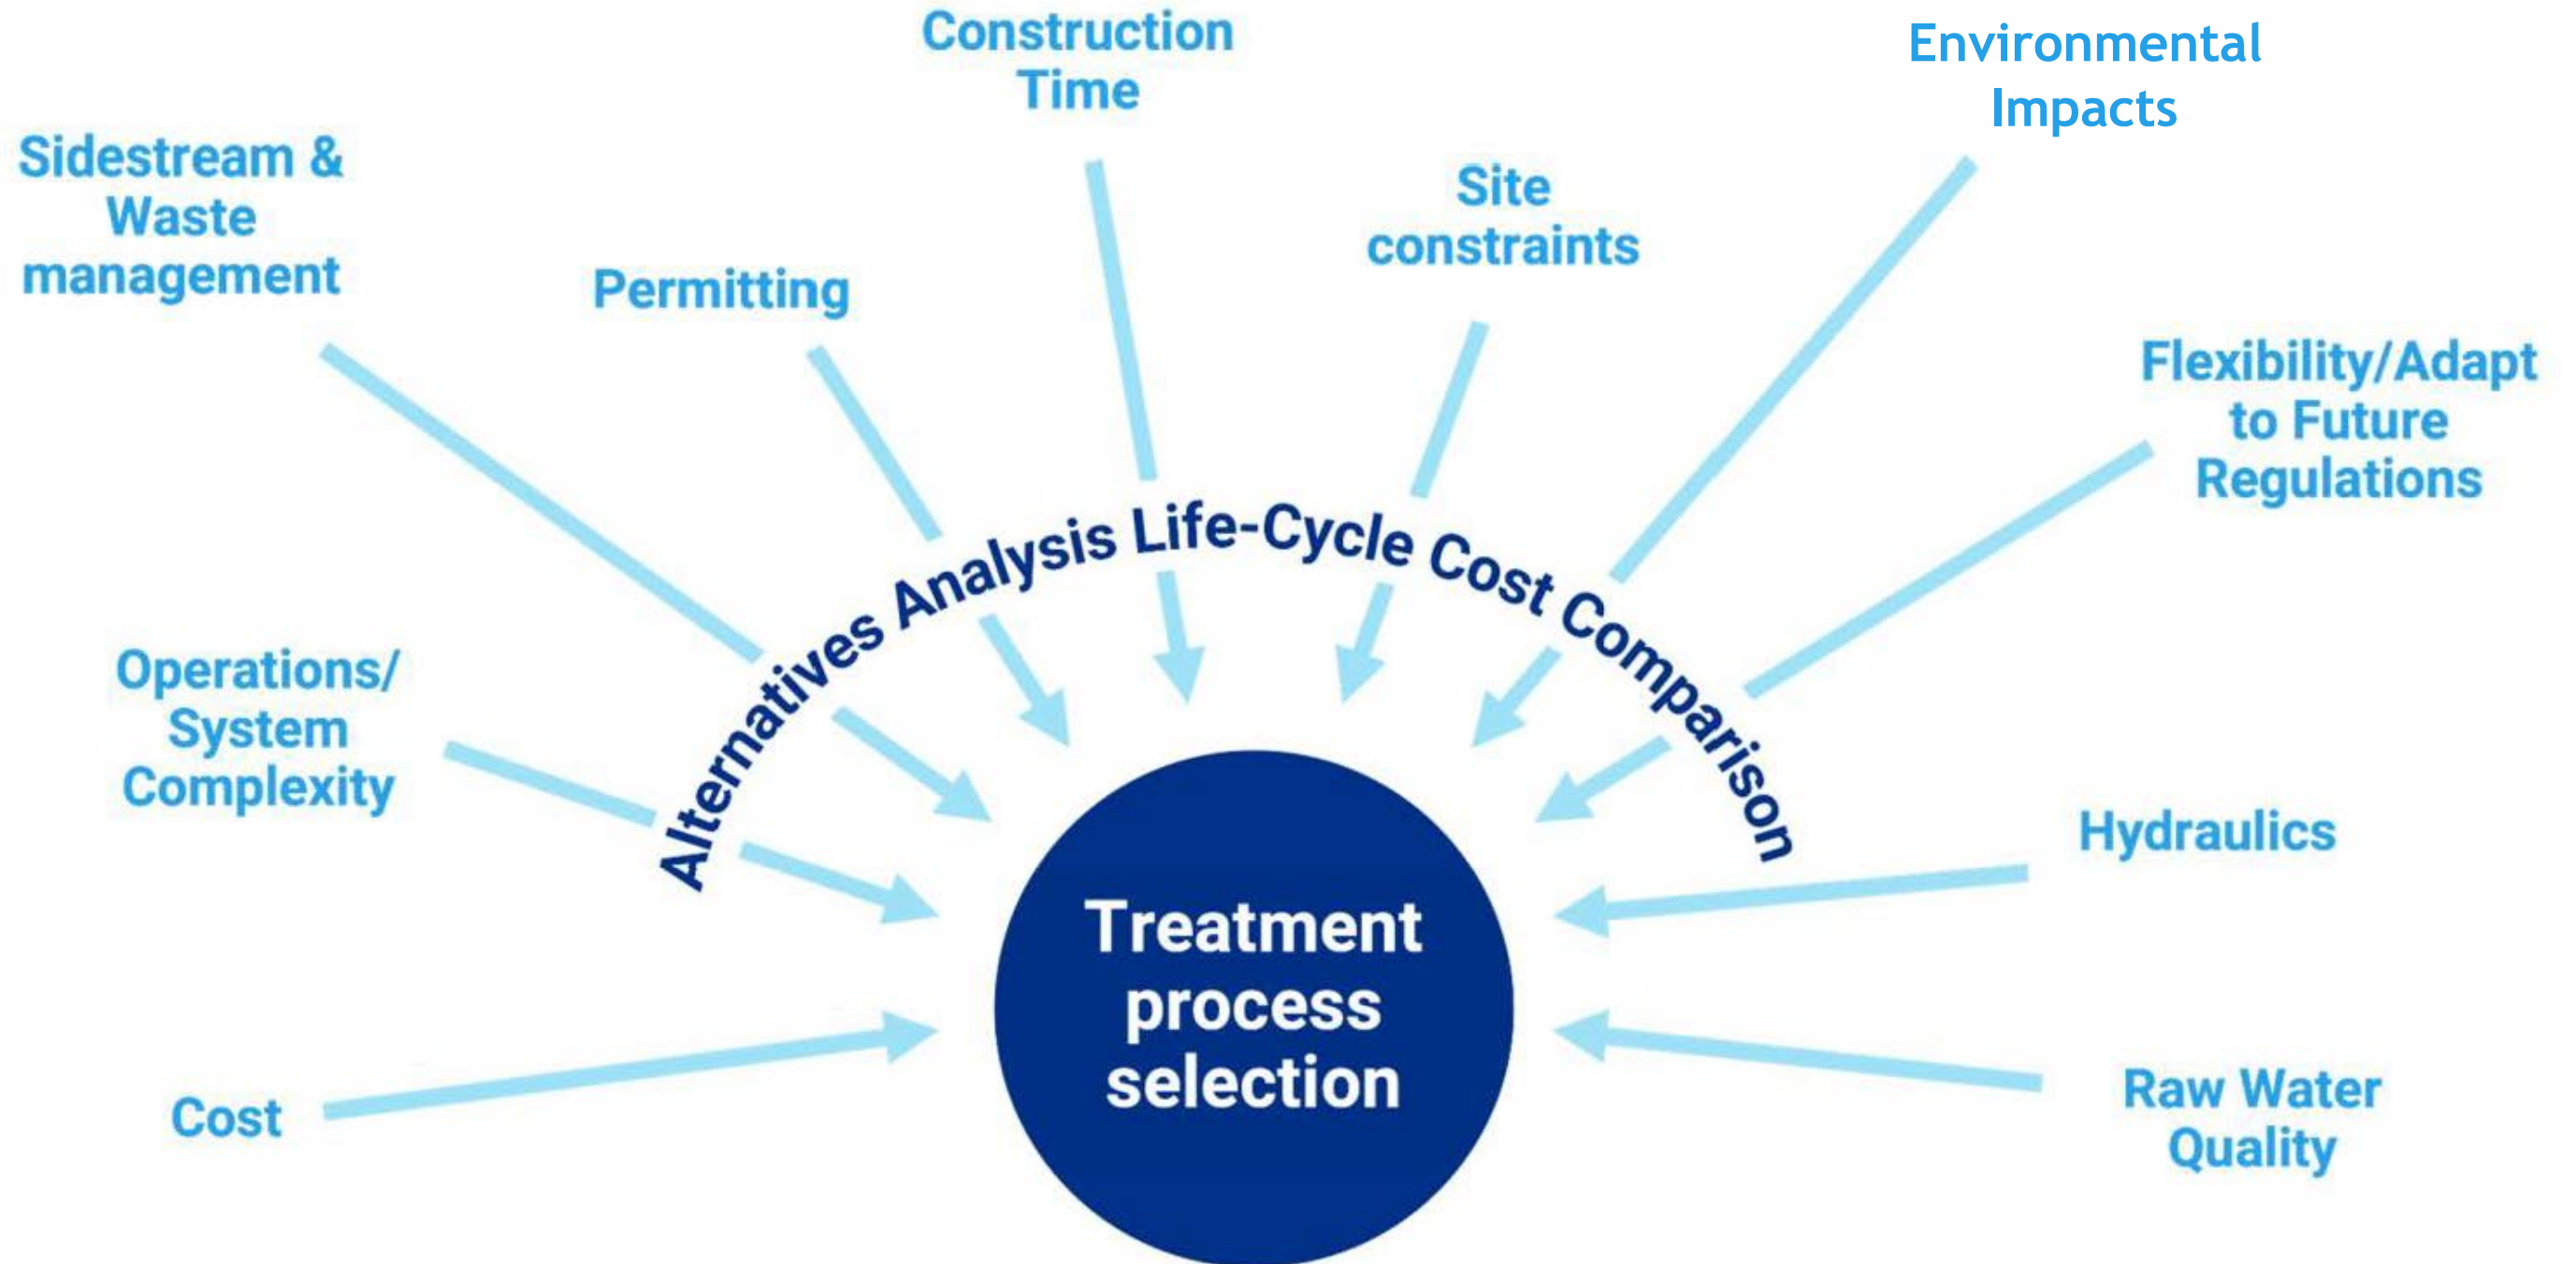 Construction
Time
Environmental
Impacts
Sidestream &
Waste
management
Site
constraints
Permitting
Flexibility/Adapt
to Future
Regulations
Alternatives Analysis Life-Cycle Cost Comparison
Operations/
System
Complexity
Hydraulics
Treatment
process
selection
Cost
Raw Water
Quality